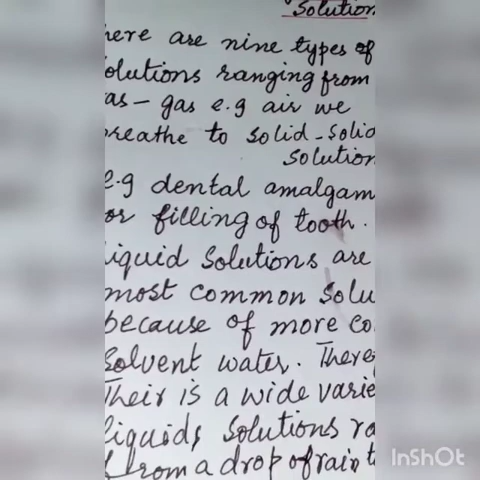 Solution
here are nine types of
olutions ranging from
as - gas e.g air we
reathe to solid-solid
solution
e.g dental amalgam
or filling of tooth.
iquid Solutions are
most common Solu
because of more co
Solvent water. There
Their is a wide varie
liquids Solutions ra
from a drop of rain t
InShOt